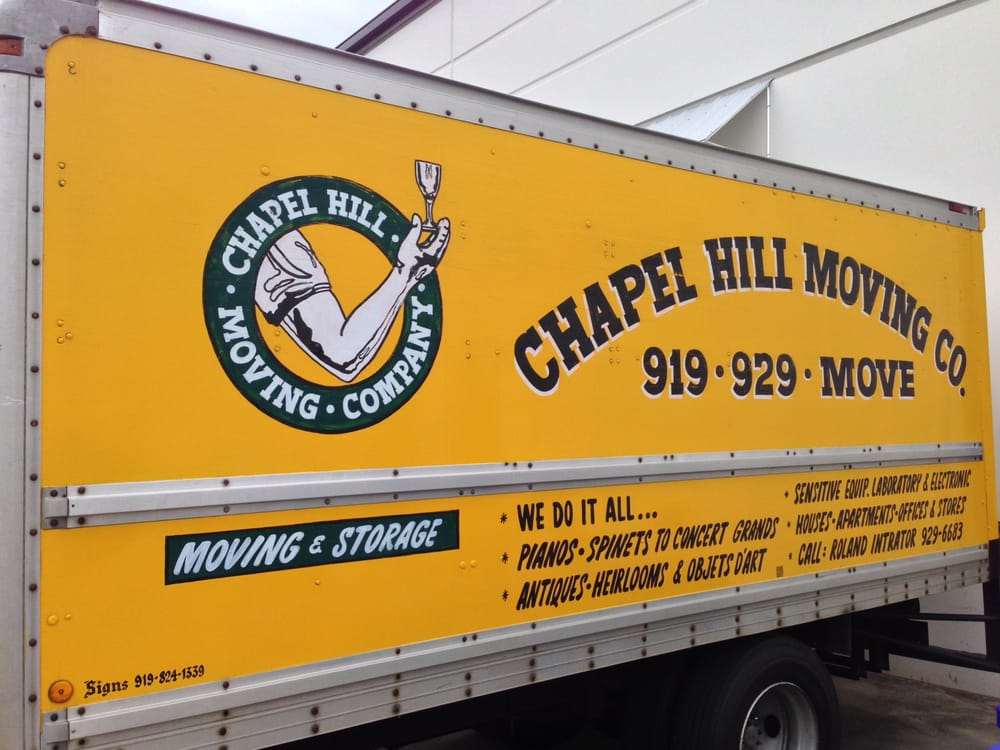 CHAPEL HILL
MOVING · COMPANY
CHAPEL HILL MOVING CO.
919 · 929 · MOVE
MOVING & STORAGE
* WE DO IT ALL...
* PIANOS · SPINETS TO CONCERT GRANDS
* ANTIQUES · HEIRLOOMS & OBJETS D'ART
* SENSITIVE EQUIP. LABORATORY & ELECTRONIC
* HOUSES · APARTMENTS · OFFICES & STORES
* CALL: ROLAND INTRATOR 929-6683
Signs 919-824-1339